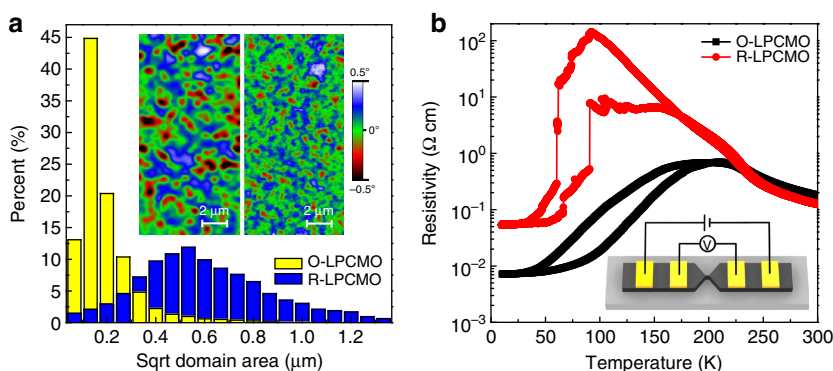 a
Percent (%)
45
40
35
30
25
20
15
10
5
0
0.2
0.4
0.6
0.8
1.0
1.2
Sqrt domain area (μm)
O-LPCMO
R-LPCMO
2 μm
2 μm
0.5°
0°
−0.5°
b
Resistivity (Ω cm)
10²
10¹
10⁰
10⁻¹
10⁻²
10⁻³
0
50
100
150
200
250
300
Temperature (K)
O-LPCMO
R-LPCMO
V